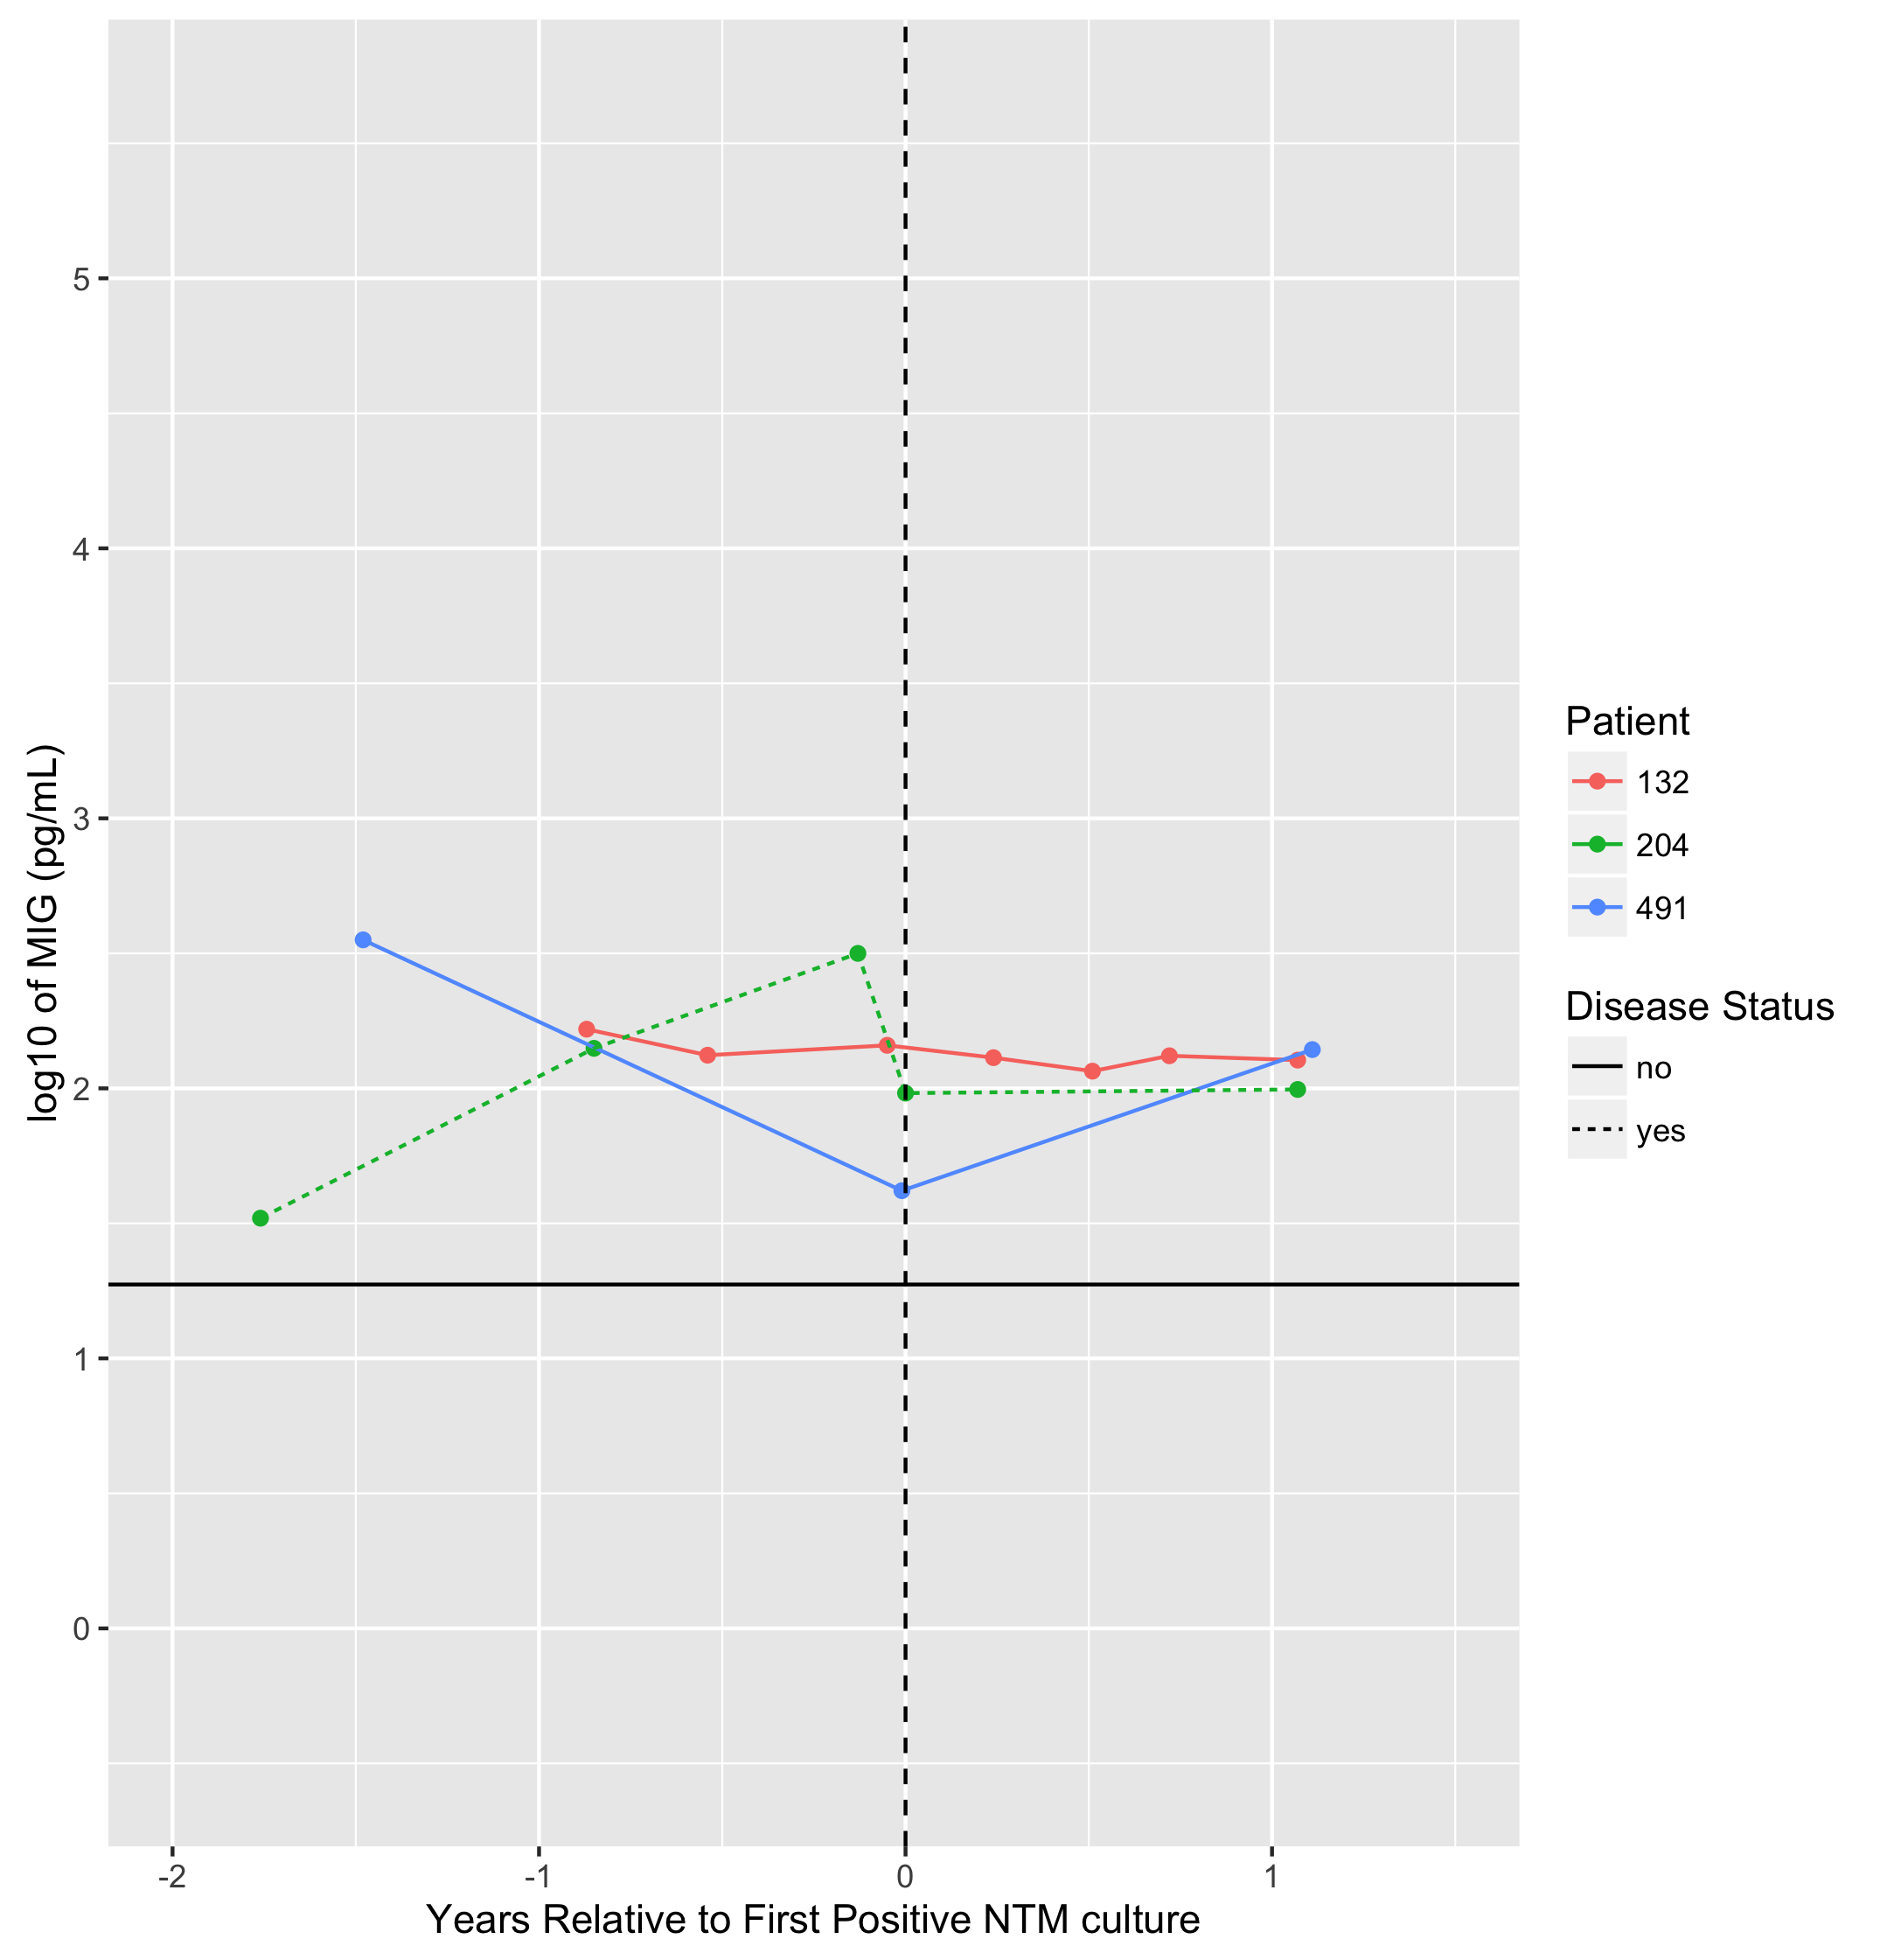 log10 of MIG (pg/mL)
5
4
3
2
1
0
-2
-1
0
1
Years Relative to First Positive NTM culture
Patient
132
204
491
Disease Status
no
yes